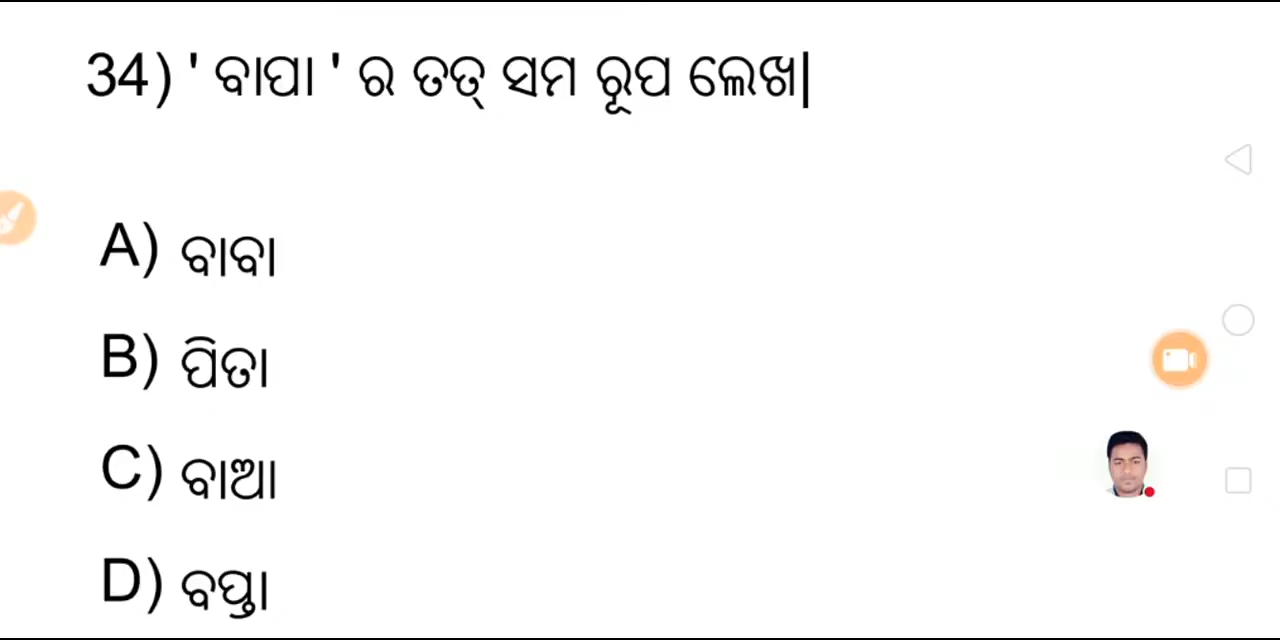 34) ' ବାପା ' ର ତତ୍ ସମ ରୂପ ଲେଖ|
A) ବାବା
B) ପିତା
C) ବାଆ
D) ବପ୍ତା